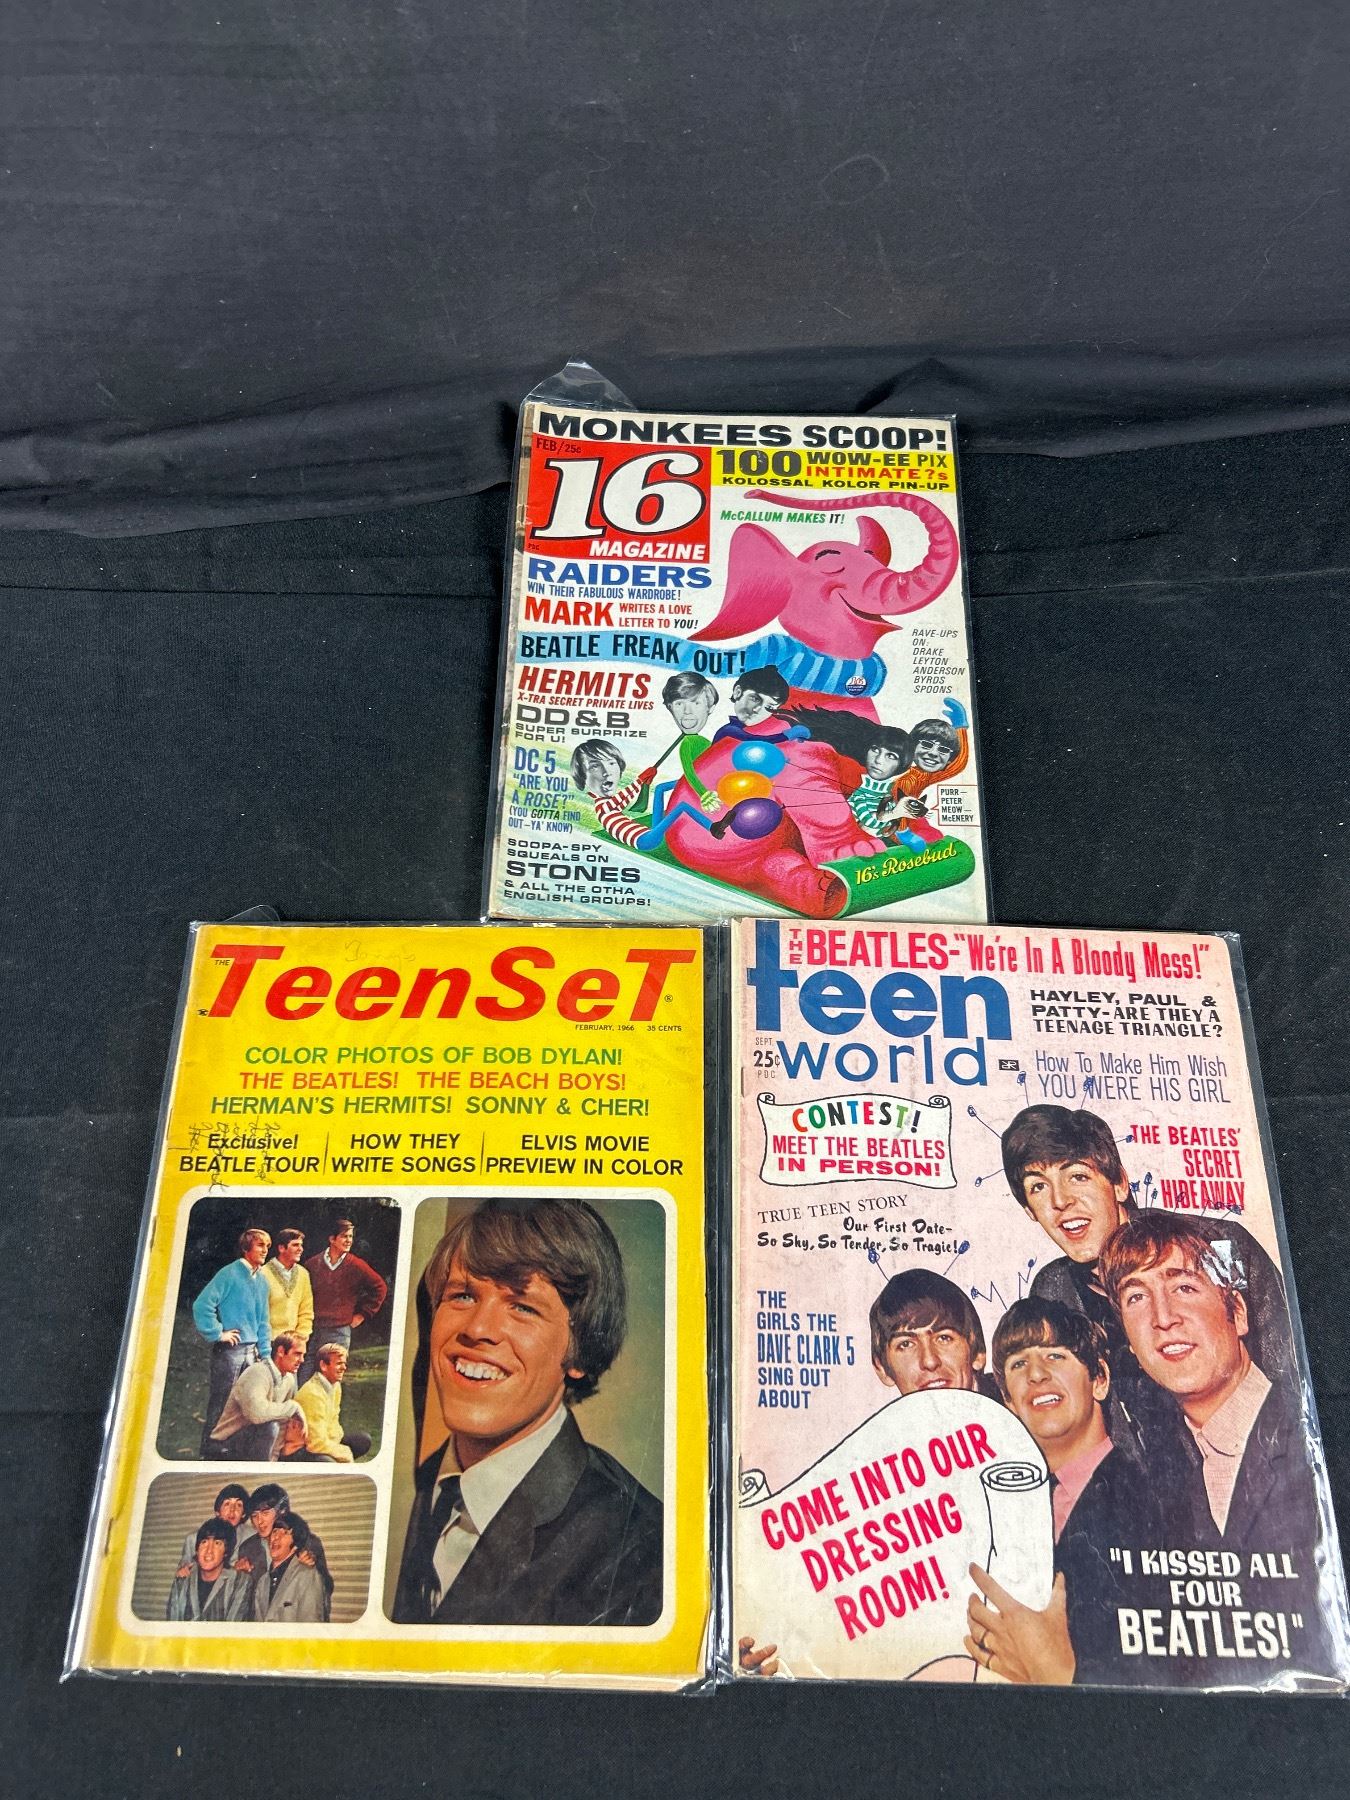 MONKEES SCOOP!
FEB/25c
16
MAGAZINE
PDC
100 WOW-EE PIX
INTIMATE?s
KOLOSSAL KOLOR PIN-UP
McCALLUM MAKES IT!
RAIDERS
WIN THEIR FABULOUS WARDROBE!
MARK WRITES A LOVE
LETTER TO YOU!
BEATLE FREAK OUT!
HERMITS
X-TRA SECRET PRIVATE LIVES
DD&B
SUPER SURPRIZE
FOR U!
DC 5
"ARE YOU
A ROSE?"
(YOU GOTTA FIND
OUT-YA' KNOW)
SOOPA-SPY
SQUEALS ON
STONES
& ALL THE OTHA
ENGLISH GROUPS!
RAVE-UPS
ON:
DRAKE
LEYTON
ANDERSON
BYRDS
SPOONS
PURR-
PETER
MEOW-
McENERY
16's Rosebud
THE
TeenSeT®
FEBRUARY, 1966 35 CENTS
COLOR PHOTOS OF BOB DYLAN!
THE BEATLES! THE BEACH BOYS!
HERMAN'S HERMITS! SONNY & CHER!
Exclusive!
BEATLE TOUR
HOW THEY
WRITE SONGS
ELVIS MOVIE
PREVIEW IN COLOR
THE BEATLES-"We're In A Bloody Mess!"
teen
world
SEPT.
25¢
PDC
HAYLEY, PAUL &
PATTY-ARE THEY A
TEENAGE TRIANGLE?
How To Make Him Wish
YOU WERE HIS GIRL
CONTEST!
MEET THE BEATLES
IN PERSON!
THE BEATLES'
SECRET
HIDEAWAY
TRUE TEEN STORY
Our First Date-
So Shy, So Tender, So Tragic!
THE
GIRLS THE
DAVE CLARK 5
SING OUT
ABOUT
COME INTO OUR
DRESSING
ROOM!
"I KISSED ALL
FOUR
BEATLES!"